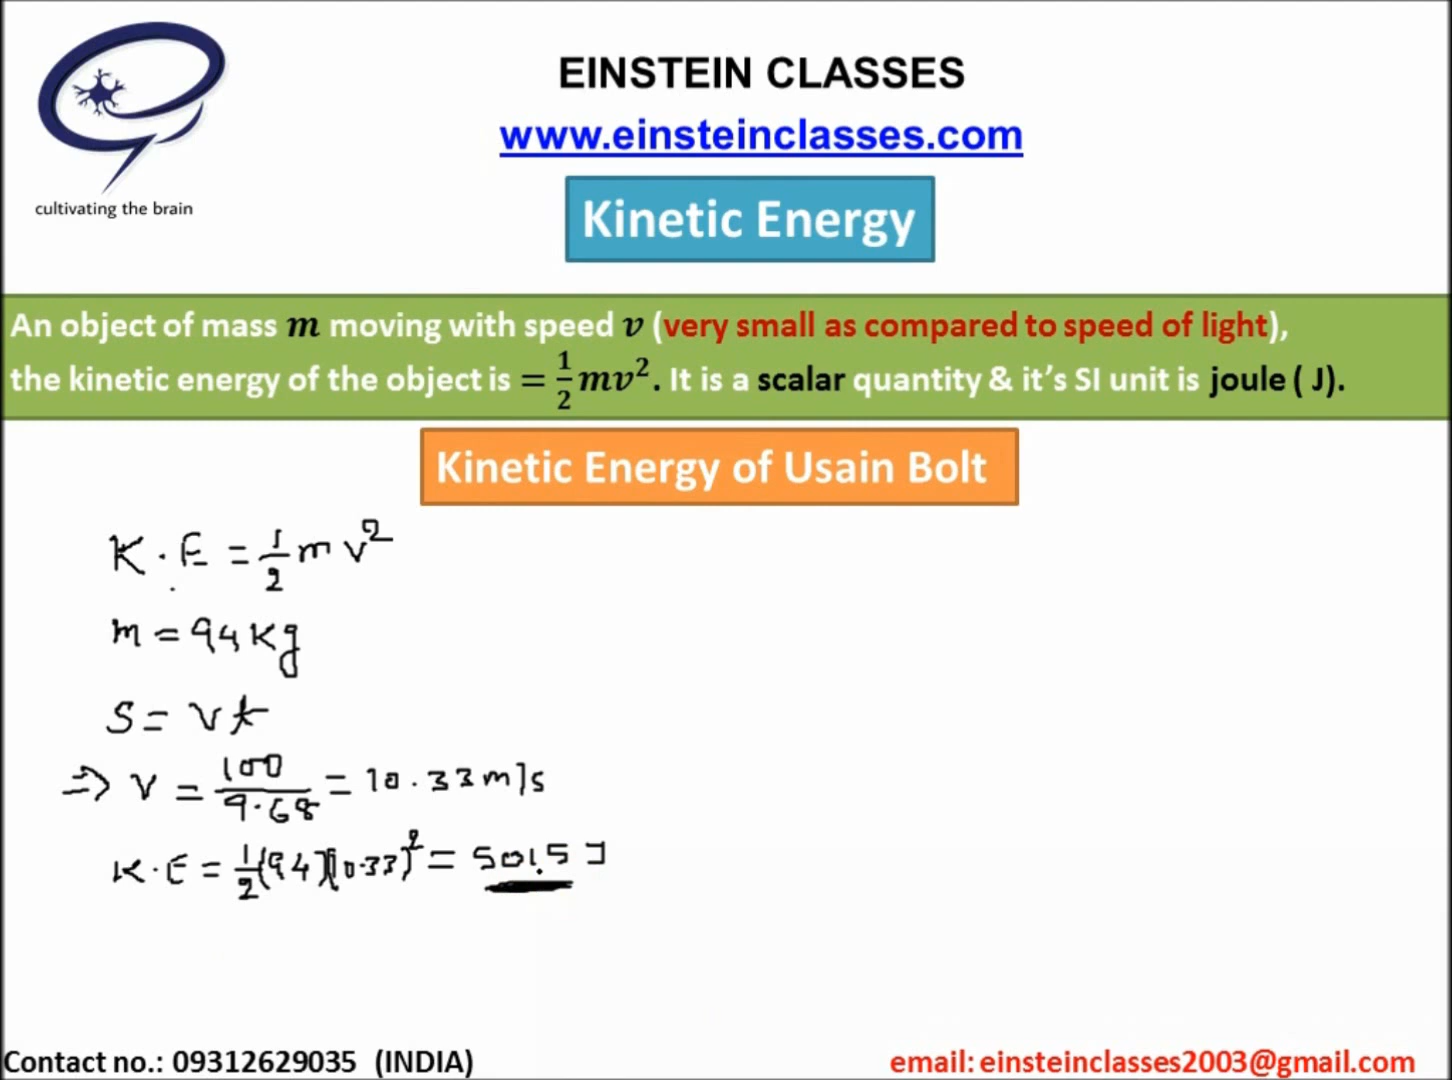 cultivating the brain
EINSTEIN CLASSES
www.einsteinclasses.com
Kinetic Energy
An object of mass m moving with speed v (very small as compared to speed of light),
the kinetic energy of the object is = 1/2 mv². It is a scalar quantity & it's SI unit is joule ( J).
Kinetic Energy of Usain Bolt
K.E = 1/2 m v²
m = 94 kg
S = vt
⇒ v = 100/9.68 = 10.33 m/s
K.E = 1/2 (94)(10.33)² = 501.5 J
Contact no.: 09312629035 (INDIA)
email: einsteinclasses2003@gmail.com